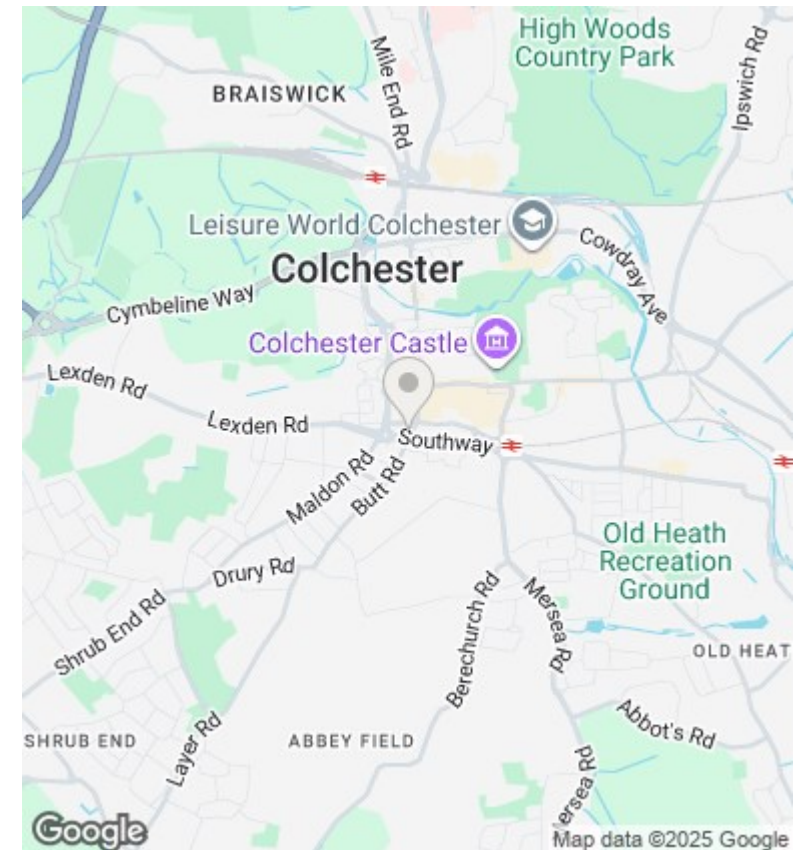 High Woods
Country Park
Mile End Rd
Ipswich Rd
BRAISWICK
Leisure World Colchester
Colchester
Cowdray Ave
Cymbeline Way
Colchester Castle
Lexden Rd
Lexden Rd
Southway
Maldon Rd
Butt Rd
Drury Rd
Old Heath
Recreation
Ground
Shrub End Rd
Berechurch Rd
Mersea Rd
OLD HEAT
SHRUB END
Layer Rd
ABBEY FIELD
Abbot's Rd
Mersea Rd
Google
Map data ©2025 Google